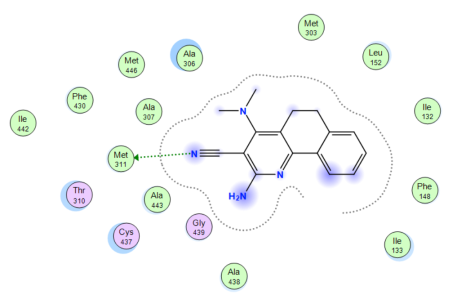 Met
303
Leu
152
Ala
306
Met
446
Phe
430
Ile
442
Ala
307
Ile
132
N
N
Met
311
N
H₂N
Thr
310
Ala
443
Gly
439
Cys
437
Phe
148
Ile
133
Ala
438